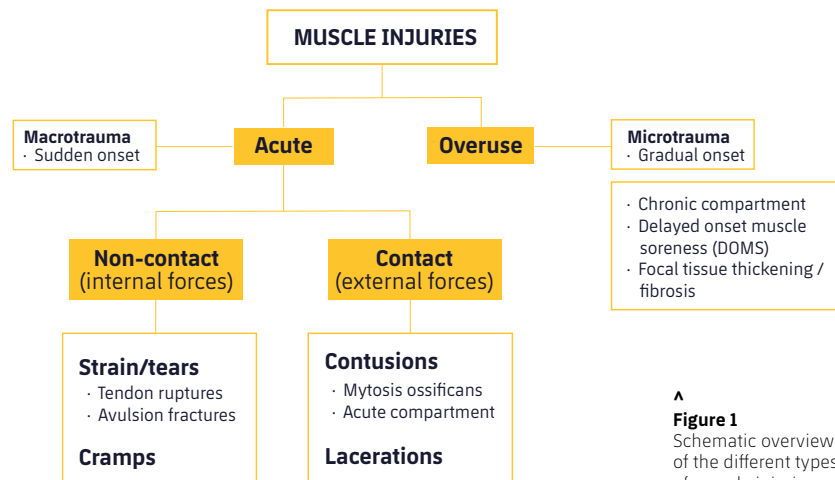 MUSCLE INJURIES
Macrotrauma
· Sudden onset
Acute
Overuse
Microtrauma
· Gradual onset
· Chronic compartment
· Delayed onset muscle
soreness (DOMS)
· Focal tissue thickening /
fibrosis
Non-contact
(internal forces)
Contact
(external forces)
Strain/tears
· Tendon ruptures
· Avulsion fractures
Cramps
Contusions
· Mytosis ossificans
· Acute compartment
Lacerations
^
Figure 1
Schematic overview
of the different types